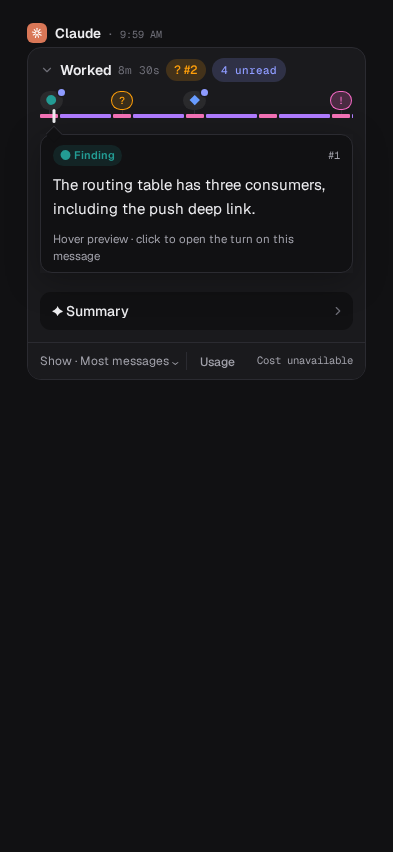 Claude · 9:59 AM
Worked 8m 30s ? #2 4 unread
? !
Finding #1
The routing table has three consumers,
including the push deep link.
Hover preview · click to open the turn on this
message
Summary
Show · Most messages Usage Cost unavailable